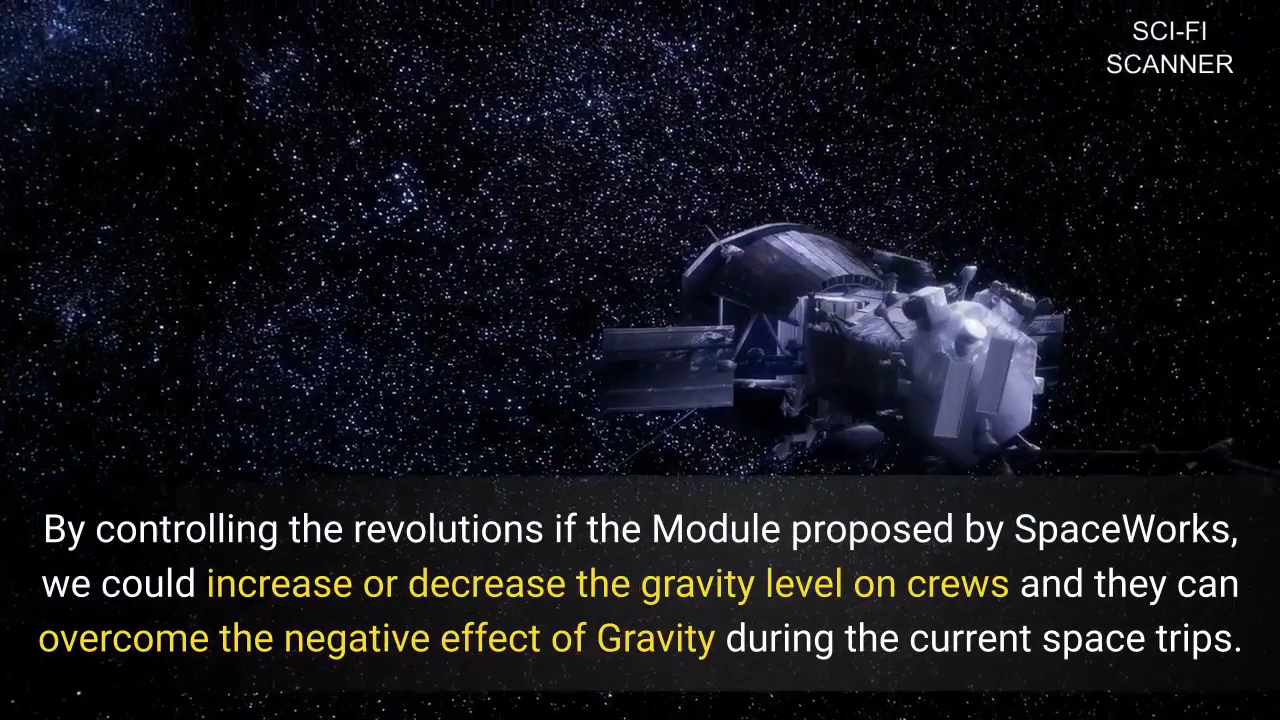 SCI-FI
SCANNER
By controlling the revolutions if the Module proposed by SpaceWorks,
we could increase or decrease the gravity level on crews and they can
overcome the negative effect of Gravity during the current space trips.